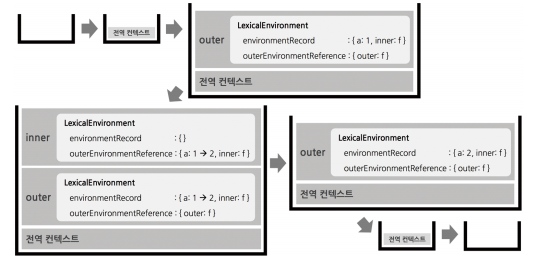 전역 컨텍스트
outer
LexicalEnvironment
environmentRecord : { a: 1, inner: f }
outerEnvironmentReference : { outer: f }
전역 컨텍스트
inner
LexicalEnvironment
environmentRecord : { }
outerEnvironmentReference : { a: 1 → 2, inner: f }
outer
LexicalEnvironment
environmentRecord : { a: 1 → 2, inner: f }
outerEnvironmentReference : { outer: f }
전역 컨텍스트
outer
LexicalEnvironment
environmentRecord : { a: 2, inner: f }
outerEnvironmentReference : { outer: f }
전역 컨텍스트
전역 컨텍스트